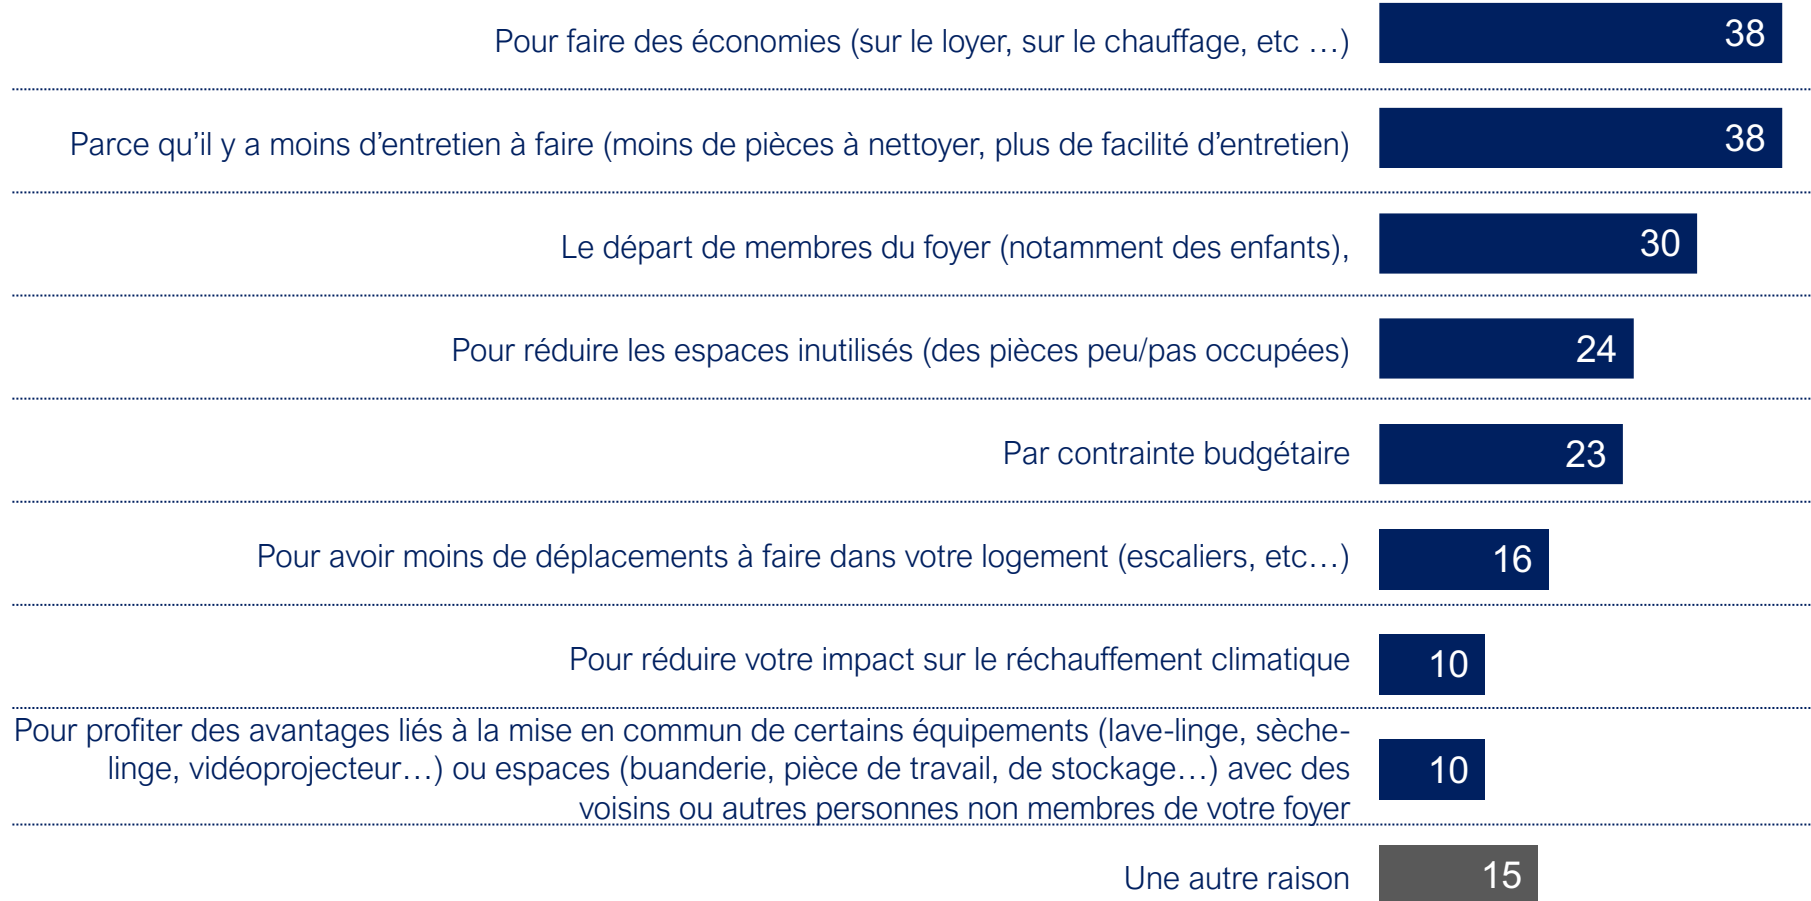 Pour faire des économies (sur le loyer, sur le chauffage, etc …) 38
Parce qu’il y a moins d’entretien à faire (moins de pièces à nettoyer, plus de facilité d’entretien) 38
Le départ de membres du foyer (notamment des enfants), 30
Pour réduire les espaces inutilisés (des pièces peu/pas occupées) 24
Par contrainte budgétaire 23
Pour avoir moins de déplacements à faire dans votre logement (escaliers, etc…) 16
Pour réduire votre impact sur le réchauffement climatique 10
Pour profiter des avantages liés à la mise en commun de certains équipements (lave-linge, sèche-
linge, vidéoprojecteur…) ou espaces (buanderie, pièce de travail, de stockage…) avec des 10
voisins ou autres personnes non membres de votre foyer
Une autre raison 15